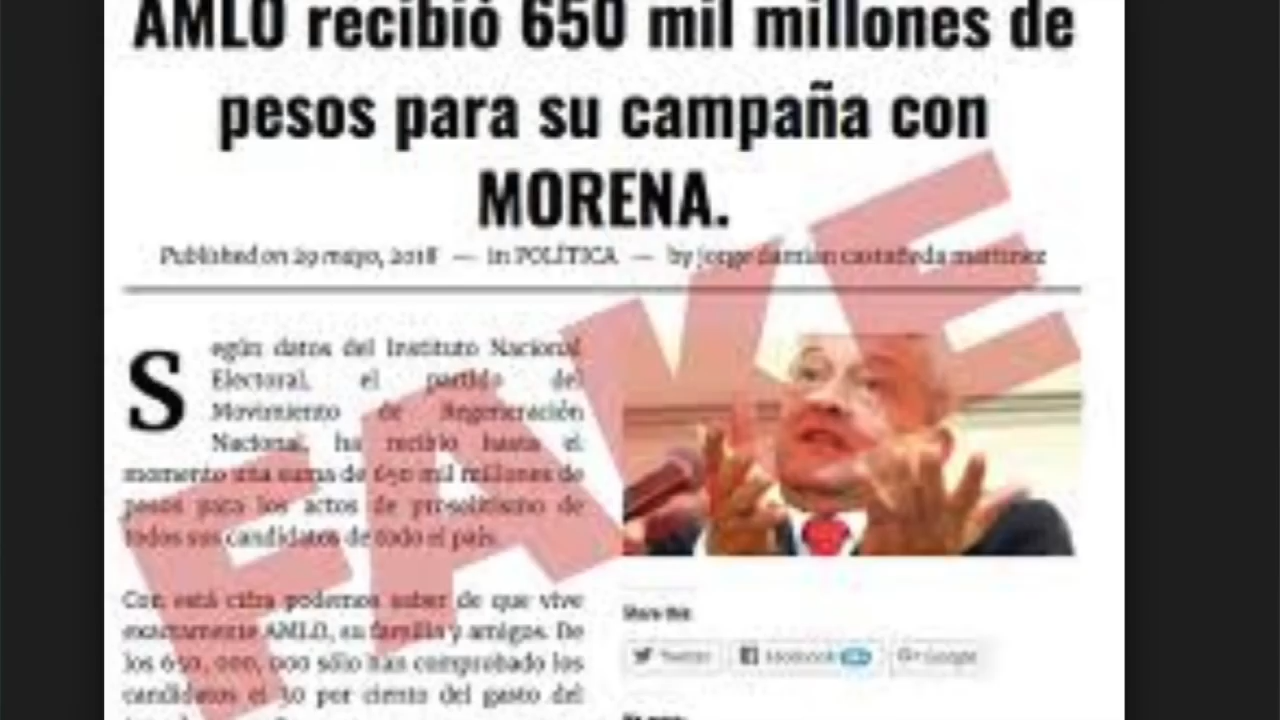 AMLO recibió 650 mil millones de
pesos para su campaña con
MORENA.
Published on 29 mayo, 2018 — in POLÍTICA — by jorge damian castañeda martinez
Según datos del Instituto Nacional
Electoral, el partido del
Movimiento de Regeneración
Nacional, ha recibio hasta el
momento una suma de 650 mil millones de
pesos para los actos de proselitismo de
todos sus candidatos de todo el pais.
Con está cifra podemos saber de que vive
exactamente AMLO, su familia y amigos. De
los 650, 000, 000 sólo han comprobado los
candidatos el 30 por ciento del gasto del
FAKE
Share this:
Twitter
Facebook
Google